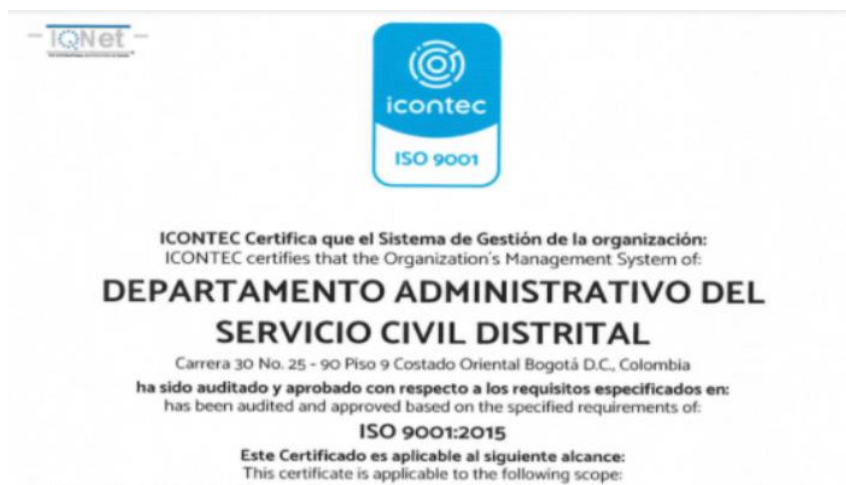 IQNet
icontec
ISO 9001
ICONTEC Certifica que el Sistema de Gestión de la organización:
ICONTEC certifies that the Organization's Management System of:
DEPARTAMENTO ADMINISTRATIVO DEL
SERVICIO CIVIL DISTRITAL
Carrera 30 No. 25 - 90 Piso 9 Costado Oriental Bogotá D.C., Colombia
ha sido auditado y aprobado con respecto a los requisitos especificados en:
has been audited and approved based on the specified requirements of:
ISO 9001:2015
Este Certificado es aplicable al siguiente alcance:
This certificate is applicable to the following scope: